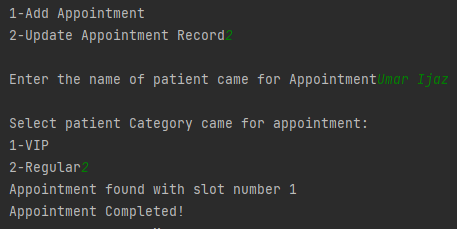 1-Add Appointment
2-Update Appointment Record2
Enter the name of patient came for AppointmentUmar Ijaz
Select patient Category came for appointment:
1-VIP
2-Regular2
Appointment found with slot number 1
Appointment Completed!